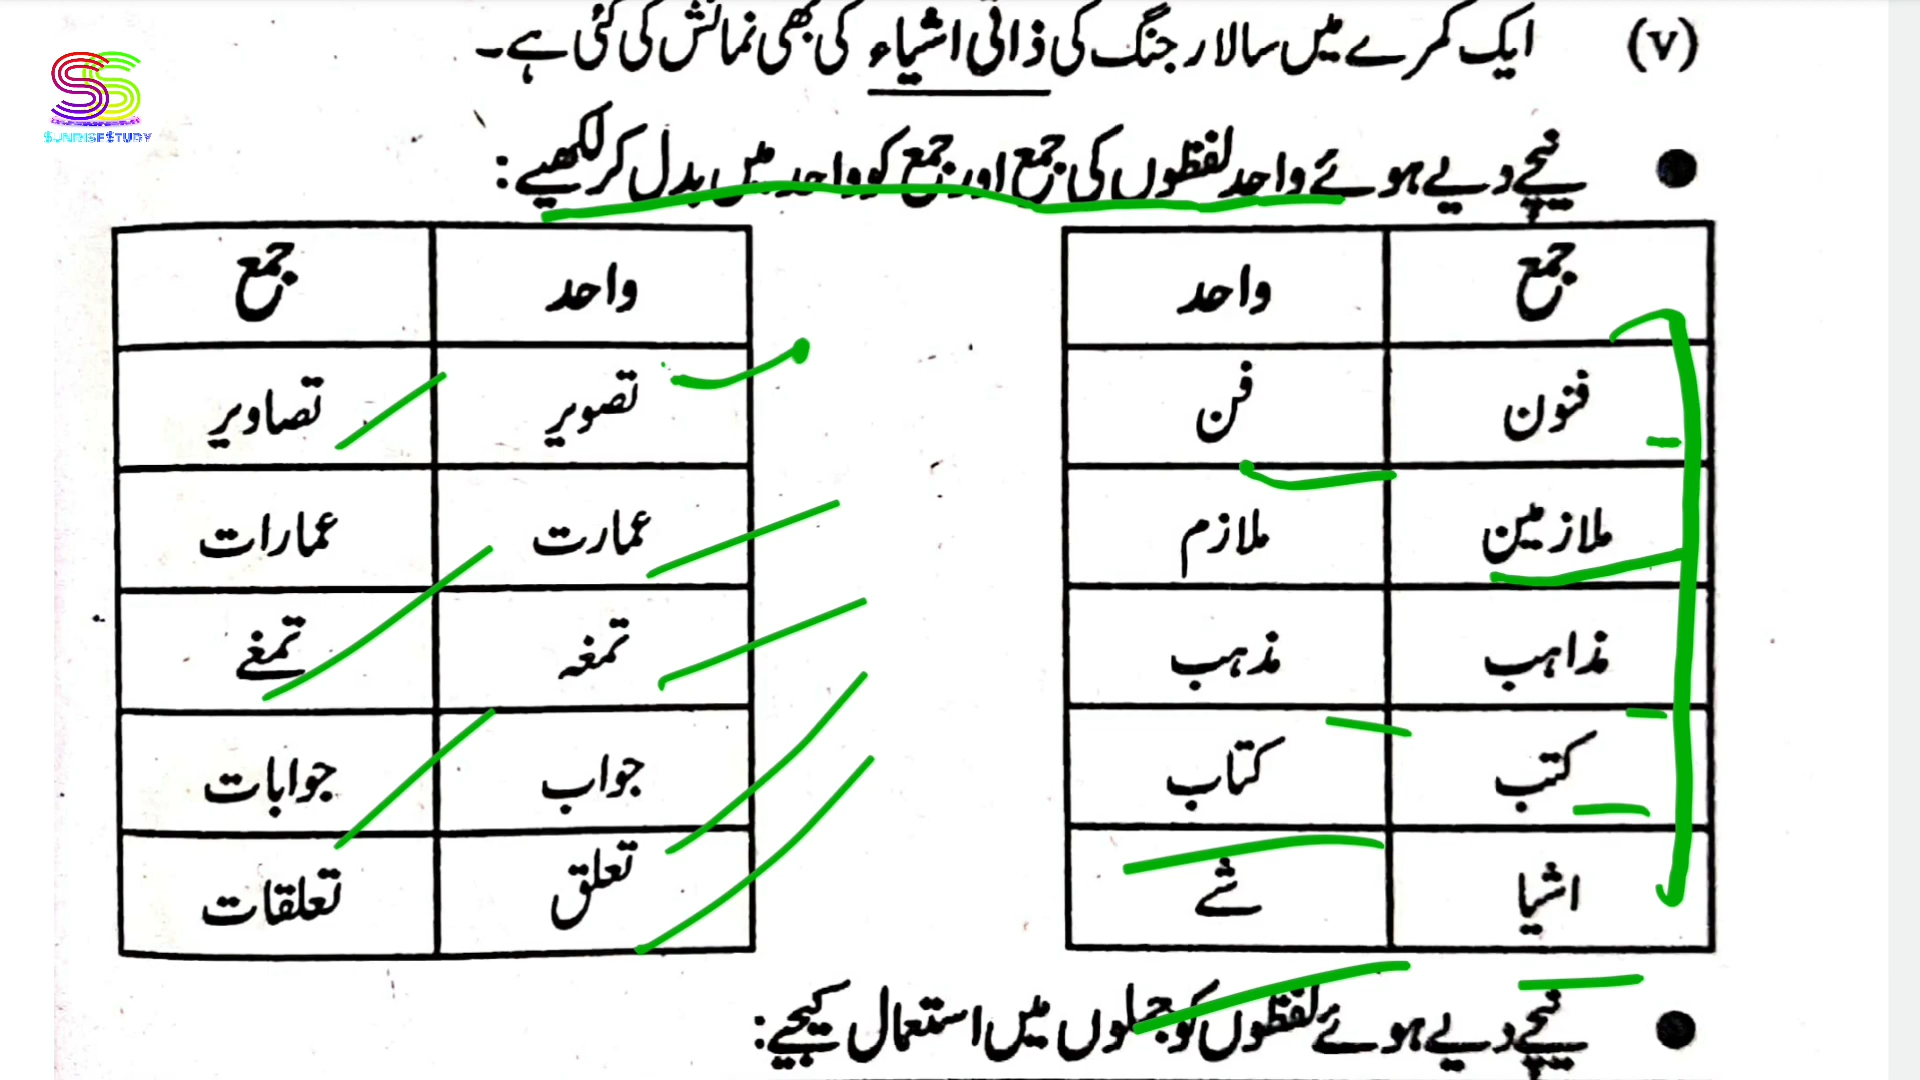 (v) ایک کمرے میں سالار جنگ کی ذاتی اشیاء کی بھی نمائش کی گئی ہے۔
SUNRISE STUDY
● نیچے دیے ہوئے واحد لفظوں کی جمع اور جمع کو واحد میں بدل کر لکھیے:
جمع واحد واحد جمع
فنون فن تصویر تصاویر
ملازمین ملازم عمارت عمارات
مذاہب مذہب تمغہ تمغے
کتب کتاب جواب جوابات
اشیا شے تعلق تعلقات
● نیچے دیے ہوئے لفظوں کو جملوں میں استعمال کیجیے: